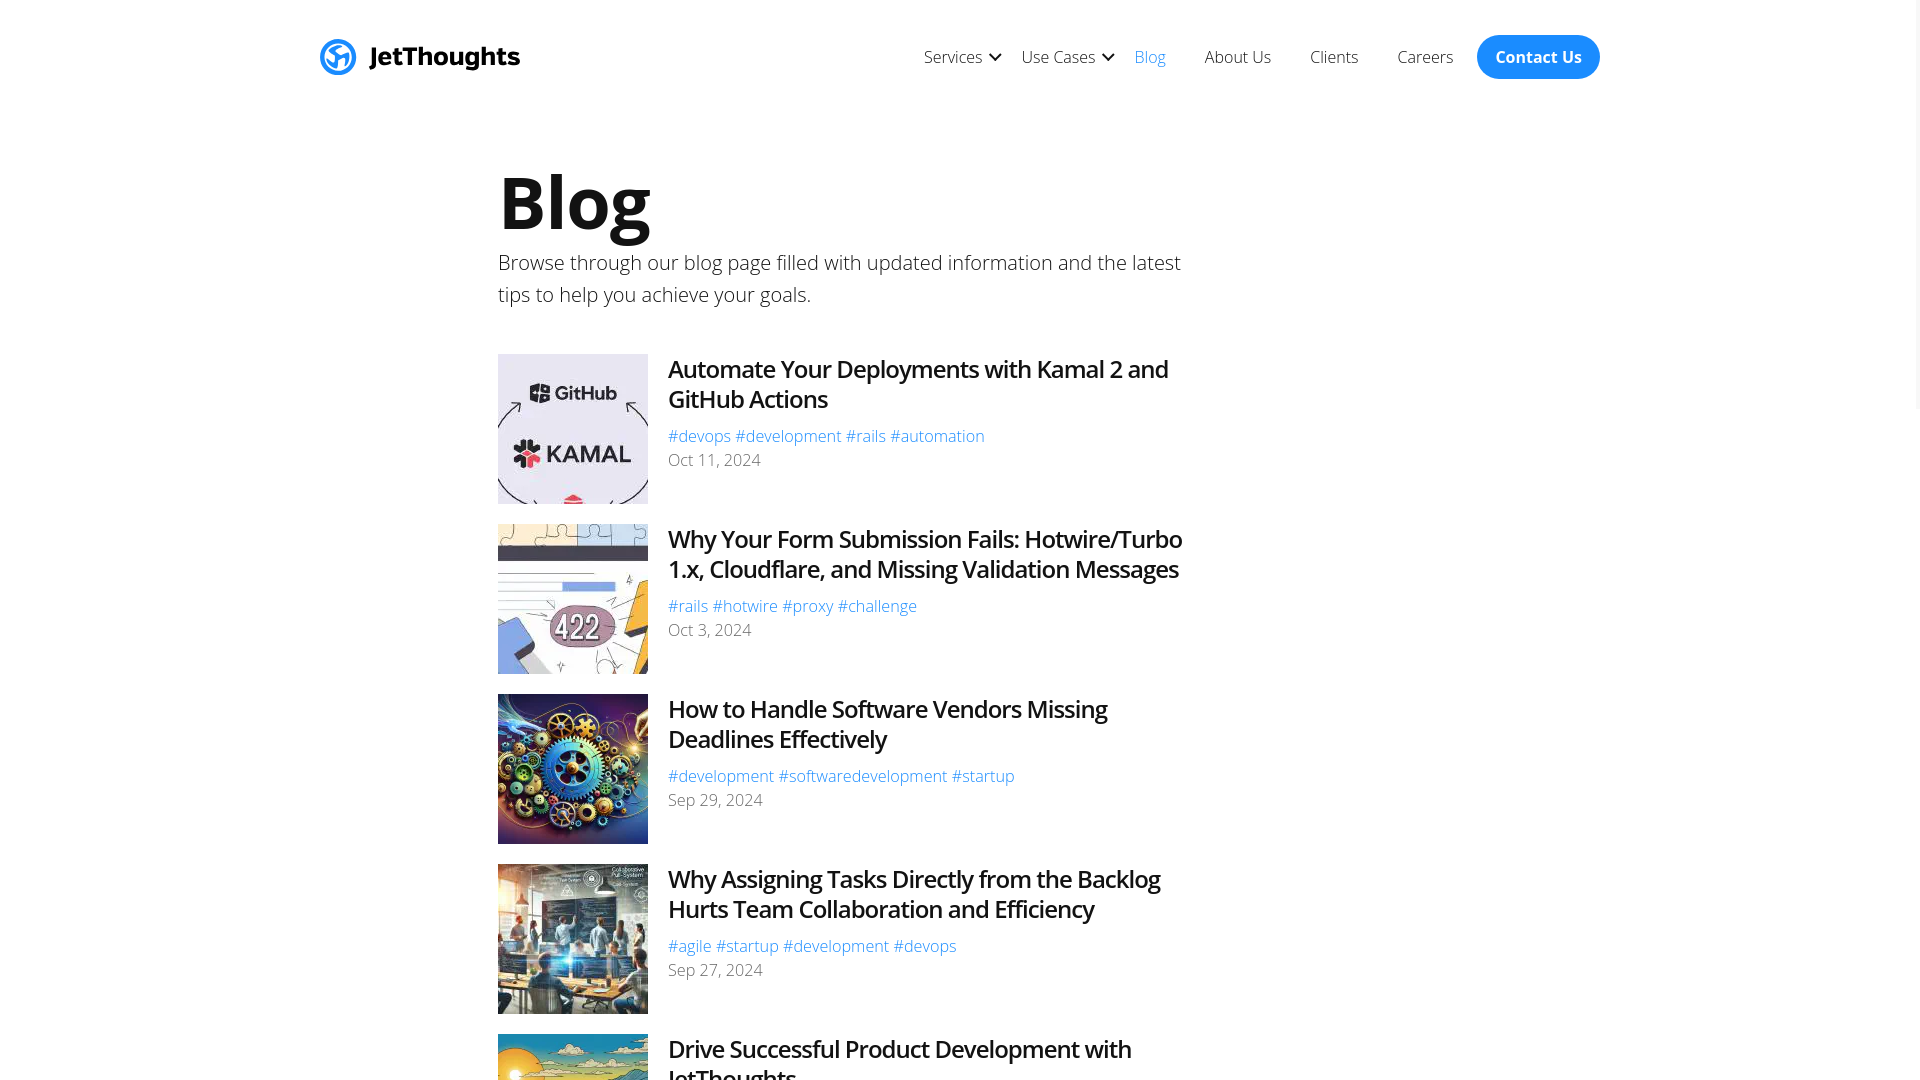 JetThoughts
Services
Use Cases
Blog
About Us
Clients
Careers
Contact Us
Blog
Browse through our blog page filled with updated information and the latest
tips to help you achieve your goals.
GitHub
KAMAL
Automate Your Deployments with Kamal 2 and
GitHub Actions
#devops #development #rails #automation
Oct 11, 2024
422
Why Your Form Submission Fails: Hotwire/Turbo
1.x, Cloudflare, and Missing Validation Messages
#rails #hotwire #proxy #challenge
Oct 3, 2024
How to Handle Software Vendors Missing
Deadlines Effectively
#development #softwaredevelopment #startup
Sep 29, 2024
Why Assigning Tasks Directly from the Backlog
Hurts Team Collaboration and Efficiency
#agile #startup #development #devops
Sep 27, 2024
Drive Successful Product Development with
JetThoughts